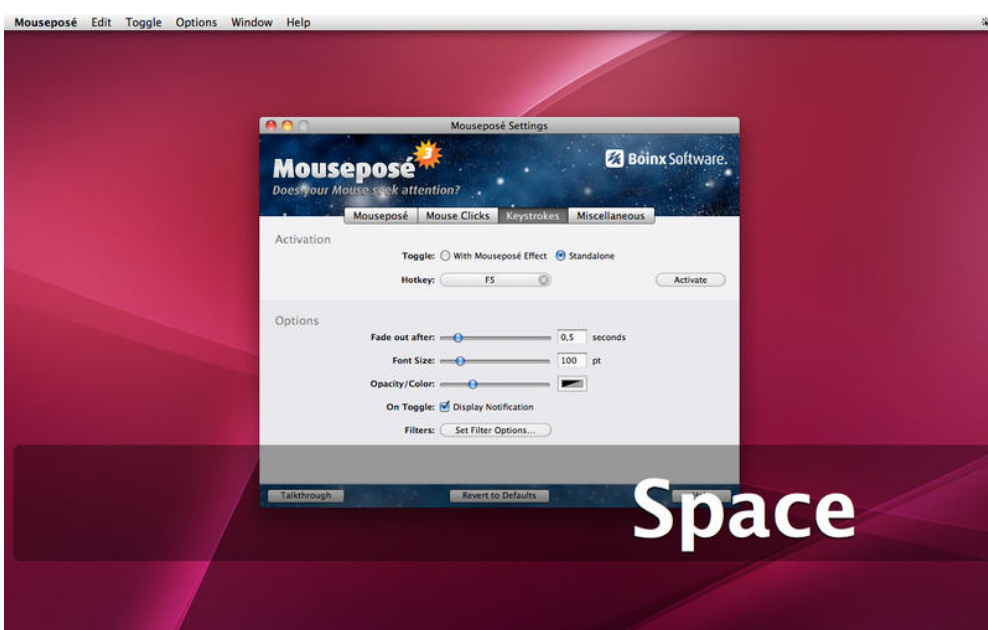 Mouseposé Edit Toggle Options Window Help
Mouseposé Settings
Mouseposé 3
Boinx Software.
Does your Mouse seek attention?
Mouseposé Mouse Clicks Keystrokes Miscellaneous
Activation
Toggle: With Mouseposé Effect Standalone
Hotkey: F5 Activate
Options
Fade out after: 0,5 seconds
Font Size: 100 pt
Opacity/Color:
On Toggle: Display Notification
Filters: Set Filter Options...
Talkthrough Revert to Defaults
Space